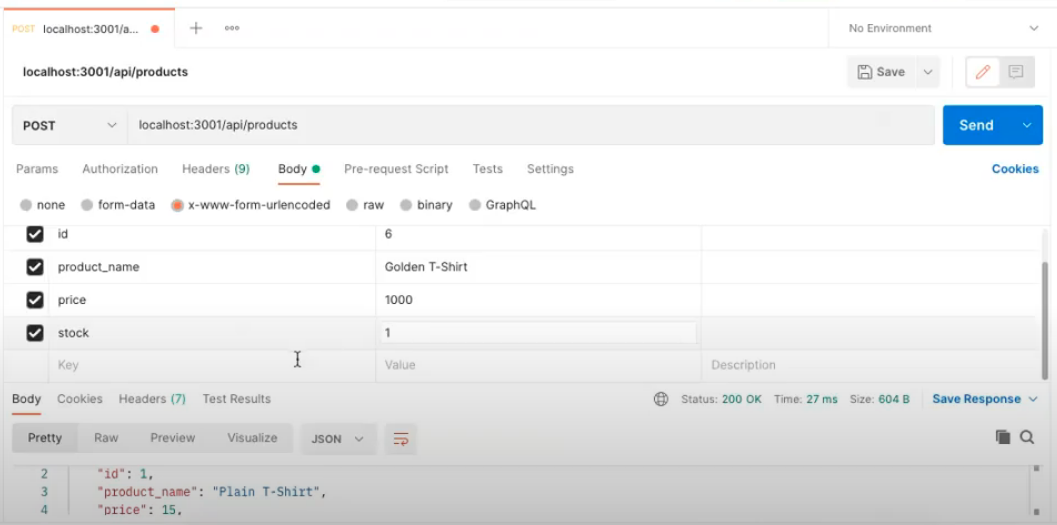 POST localhost:3001/a... No Environment
localhost:3001/api/products Save
POST localhost:3001/api/products Send
Params Authorization Headers (9) Body Pre-request Script Tests Settings Cookies
none form-data x-www-form-urlencoded raw binary GraphQL
id 6
product_name Golden T-Shirt
price 1000
stock 1
Key Value Description
Body Cookies Headers (7) Test Results Status: 200 OK Time: 27 ms Size: 604 B Save Response
Pretty Raw Preview Visualize JSON
2 "id": 1,
3 "product_name": "Plain T-Shirt",
4 "price": 15,